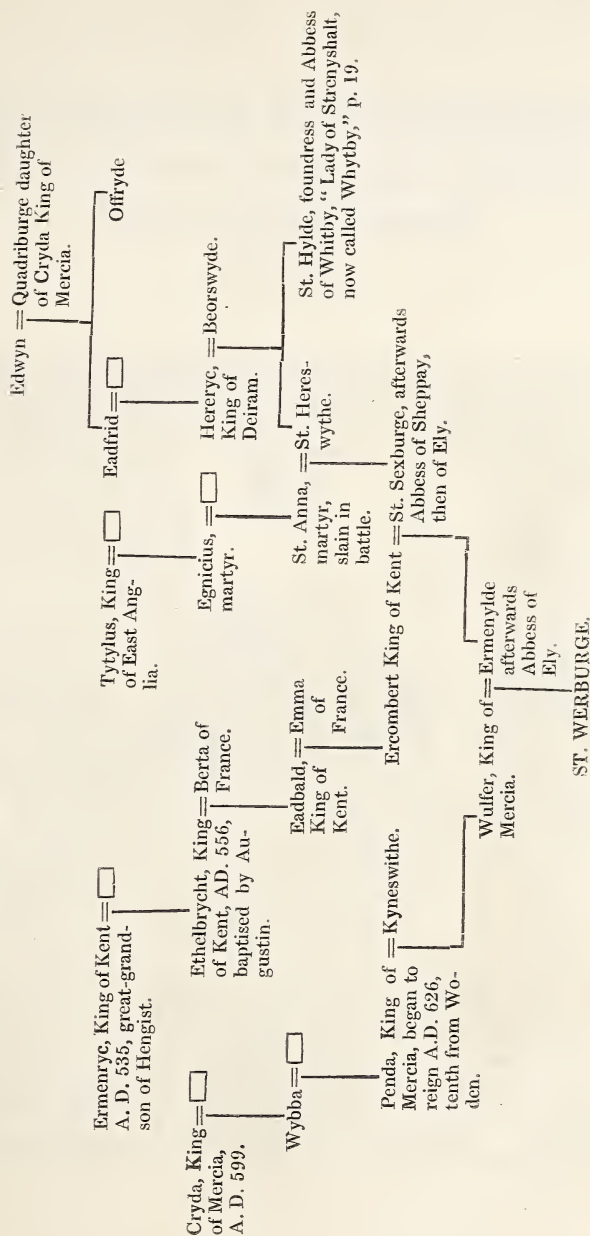 Edwyn = Quadriburge daughter
of Cryda King of
Mercia.
Eadfrid =
Offryde
Tytylus, King =
of East Ang-
lia.
Hereryc, = Beorswyde.
King of
Deiram.
Egnicius, =
martyr.
St. Anna, = St. Heres-
martyr, wythe.
slain in
battle.
St. Hylde, foundress and Abbess
of Whitby, “Lady of Strenyshalt,
now called Whytby,” p. 19.
Ermenryc, King of Kent =
A. D. 535, great-grand-
son of Hengist.
Ethelbrycht, King = Berta of
of Kent, AD. 556, France.
baptised by Au-
gustin.
Eadbald, = Emma
King of of
Kent. France.
Ercombert King of Kent = St. Sexburge, afterwards
Abbess of Sheppay,
then of Ely.
Cryda, King =
of Mercia,
A. D. 599.
Wybba =
Penda, King of = Kyneswithe.
Mercia, began to
reign A.D. 626,
tenth from Wo-
den.
Wulfer, King of = Ermenylde
Mercia. afterwards
Abbess of
Ely.
ST. WERBURGE.